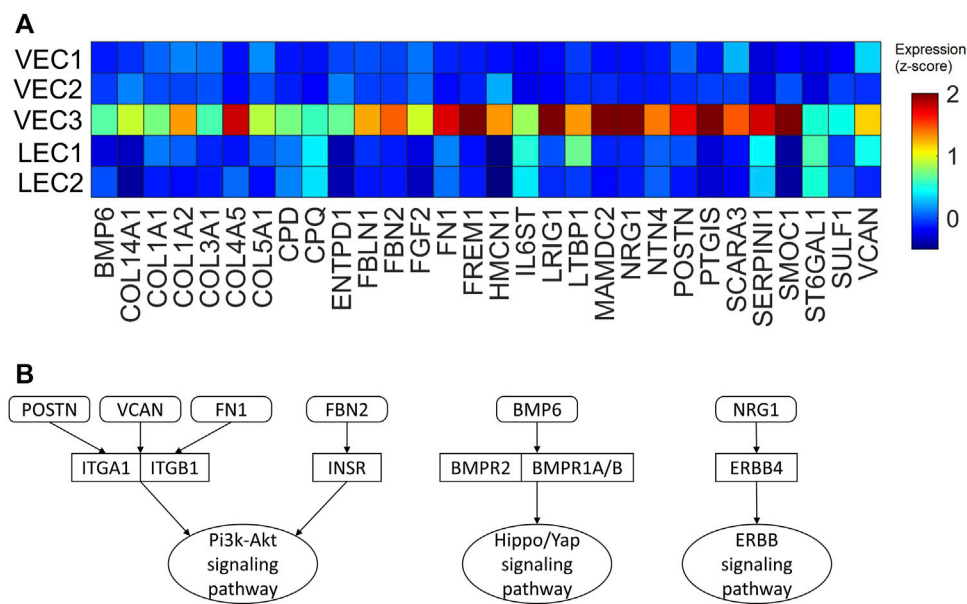 A
VEC1
VEC2
VEC3
LEC1
LEC2
BMP6
COL14A1
COL1A1
COL1A2
COL3A1
COL4A5
COL5A1
CPD
CPQ
ENTPD1
FBLN1
FBN2
FGF2
FN1
FREM1
HMCN1
IL6ST
LRIG1
LTBP1
MAMDC2
NRG1
NTN4
POSTN
PTGIS
SCARA3
SERPINI1
SMOC1
ST6GAL1
SULF1
VCAN
Expression
(z-score)
2
1
0
B
POSTN
VCAN
FN1
FBN2
BMP6
NRG1
ITGA1
ITGB1
INSR
BMPR2
BMPR1A/B
ERBB4
Pi3k-Akt
signaling
pathway
Hippo/Yap
signaling
pathway
ERBB
signaling
pathway